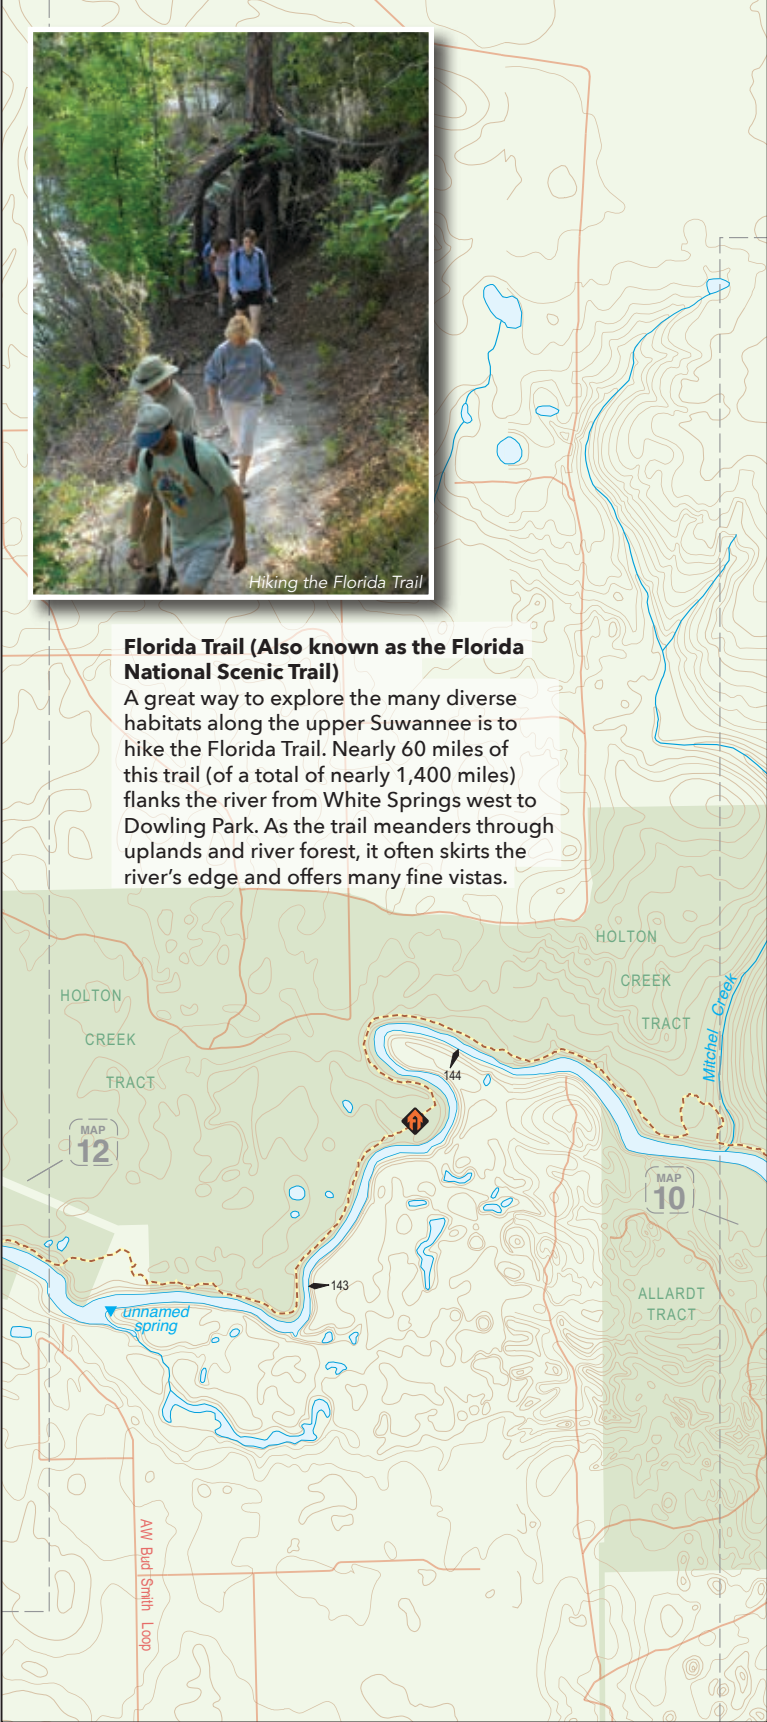 Hiking the Florida Trail
Florida Trail (Also known as the Florida
National Scenic Trail)
A great way to explore the many diverse
habitats along the upper Suwannee is to
hike the Florida Trail. Nearly 60 miles of
this trail (of a total of nearly 1,400 miles)
flanks the river from White Springs west to
Dowling Park. As the trail meanders through
uplands and river forest, it often skirts the
river’s edge and offers many fine vistas.
HOLTON
CREEK
TRACT
HOLTON
CREEK
TRACT
Mitchel Creek
144
MAP
12
MAP
10
143
ALLARDT
TRACT
unnamed
spring
AW Bud Smith Loop